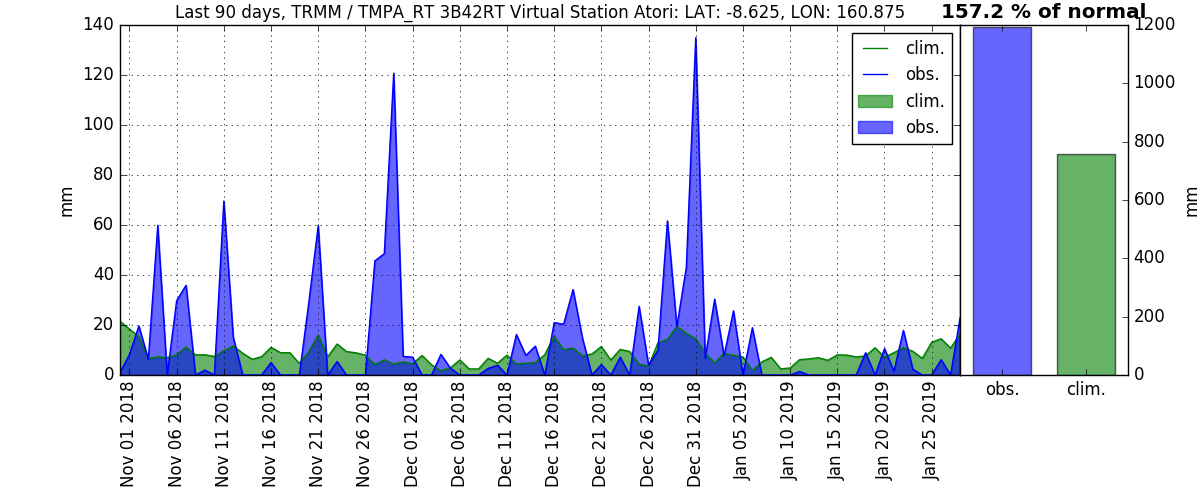 Last 90 days, TRMM / TMPA_RT 3B42RT Virtual Station Atori: LAT: -8.625, LON: 160.875
157.2 % of normal
140
120
100
80
60
40
20
0
mm
clim.
obs.
clim.
obs.
1200
1000
800
600
400
200
0
mm
Nov 01 2018
Nov 06 2018
Nov 11 2018
Nov 16 2018
Nov 21 2018
Nov 26 2018
Dec 01 2018
Dec 06 2018
Dec 11 2018
Dec 16 2018
Dec 21 2018
Dec 26 2018
Dec 31 2018
Jan 05 2019
Jan 10 2019
Jan 15 2019
Jan 20 2019
Jan 25 2019
obs.
clim.